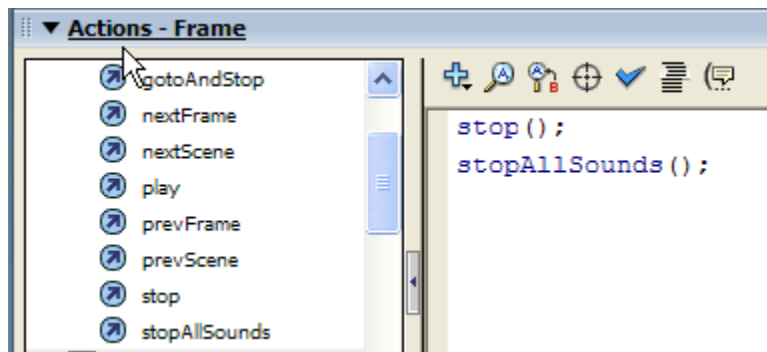 Actions - Frame
gotoAndStop
nextFrame
nextScene
play
prevFrame
prevScene
stop
stopAllSounds
stop();
stopAllSounds();